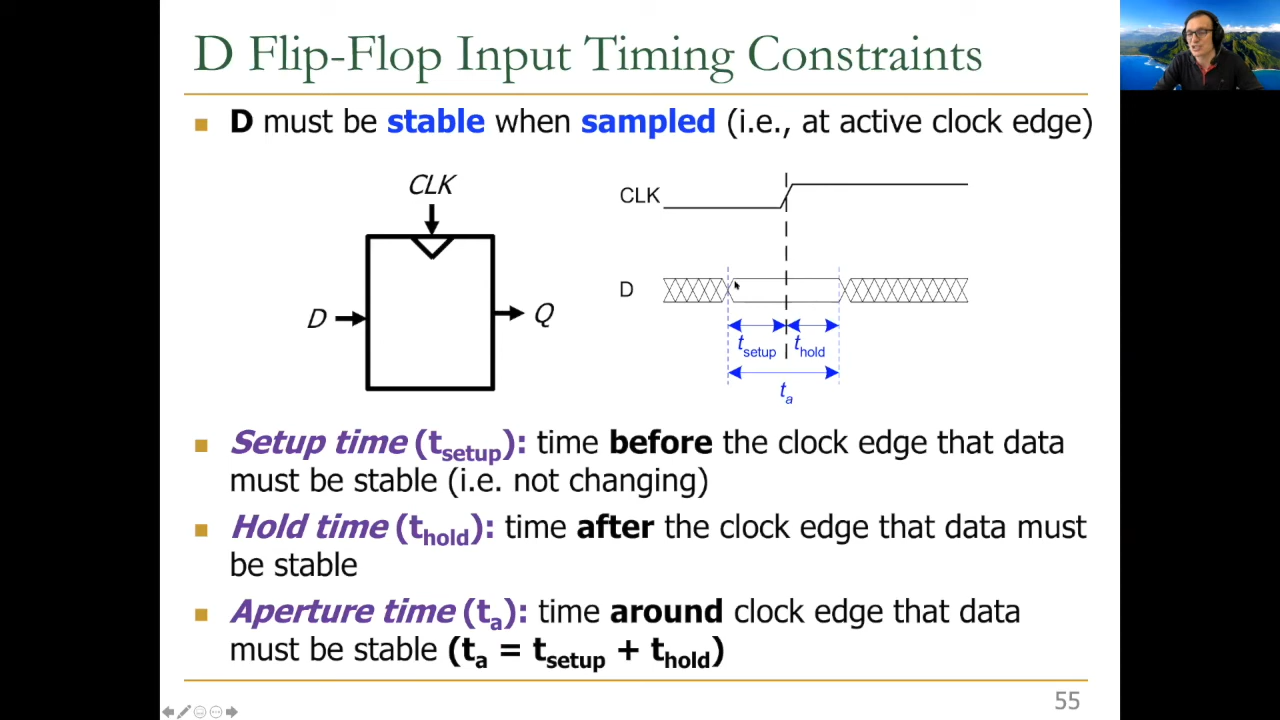 D Flip-Flop Input Timing Constraints
D must be stable when sampled (i.e., at active clock edge)
CLK
D
Q
CLK
D
tsetup
thold
ta
Setup time (tsetup): time before the clock edge that data
must be stable (i.e. not changing)
Hold time (thold): time after the clock edge that data must
be stable
Aperture time (ta): time around clock edge that data
must be stable (ta = tsetup + thold)
55